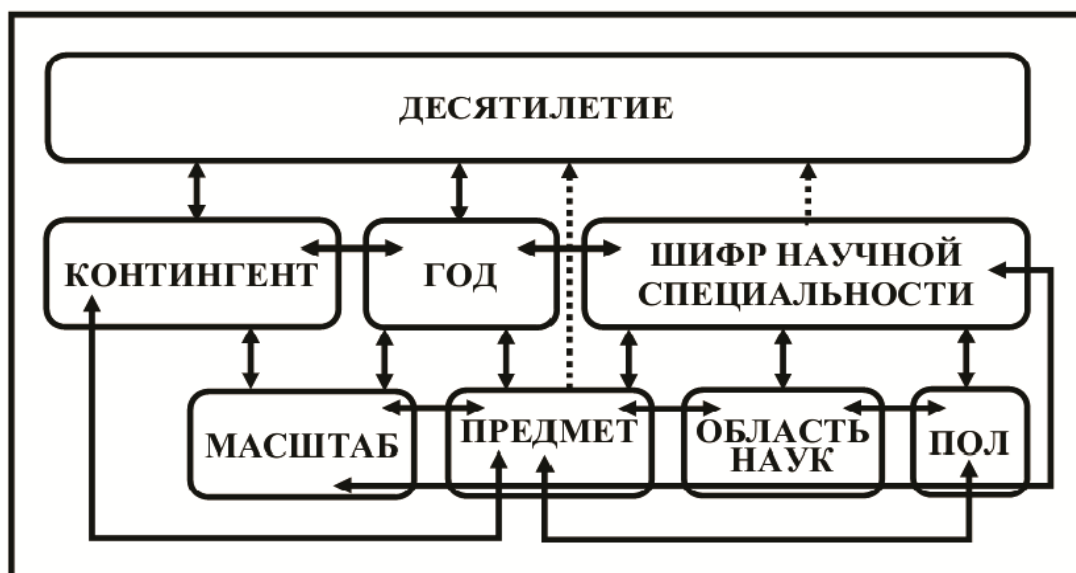 ДЕСЯТИЛЕТИЕ
КОНТИНГЕНТ
ГОД
ШИФР НАУЧНОЙ
СПЕЦИАЛЬНОСТИ
МАСШТАБ
ПРЕДМЕТ
ОБЛАСТЬ
НАУК
ПОЛ